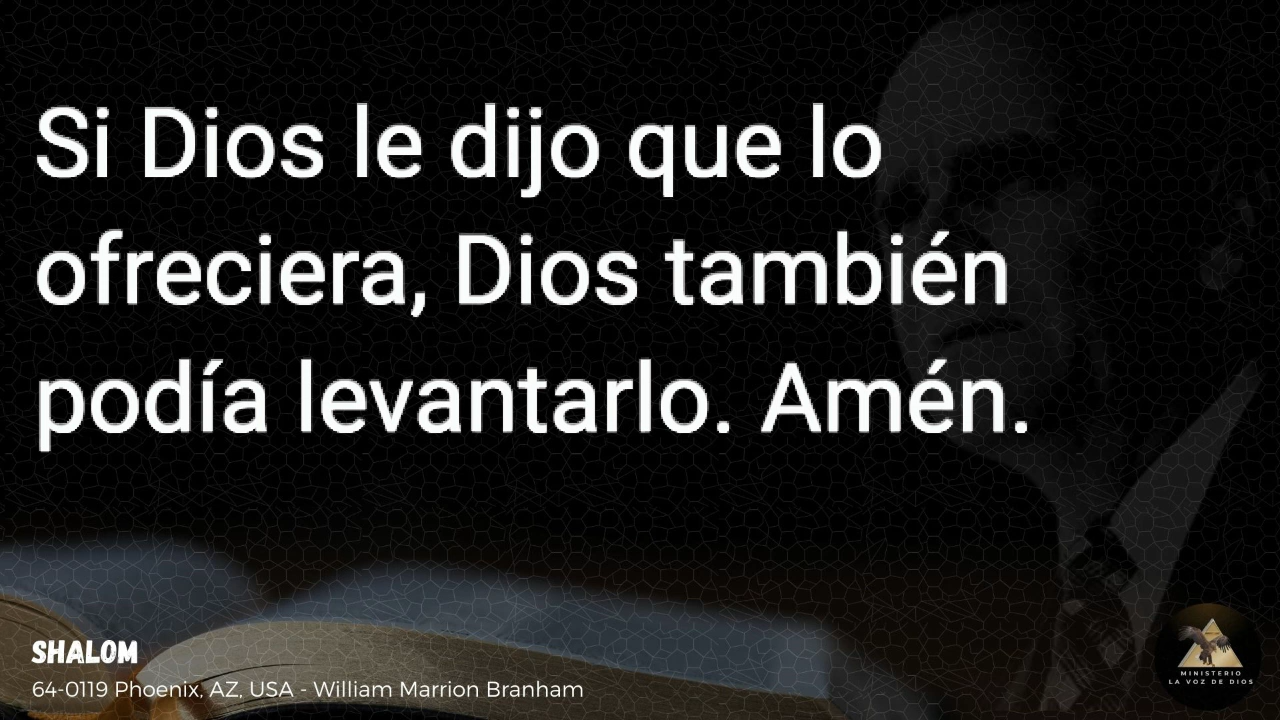 Si Dios le dijo que lo
ofreciera, Dios también
podía levantarlo. Amén.
SHALOM
64-0119 Phoenix, AZ, USA - William Marrion Branham
MINISTERIO
LA VOZ DE DIOS